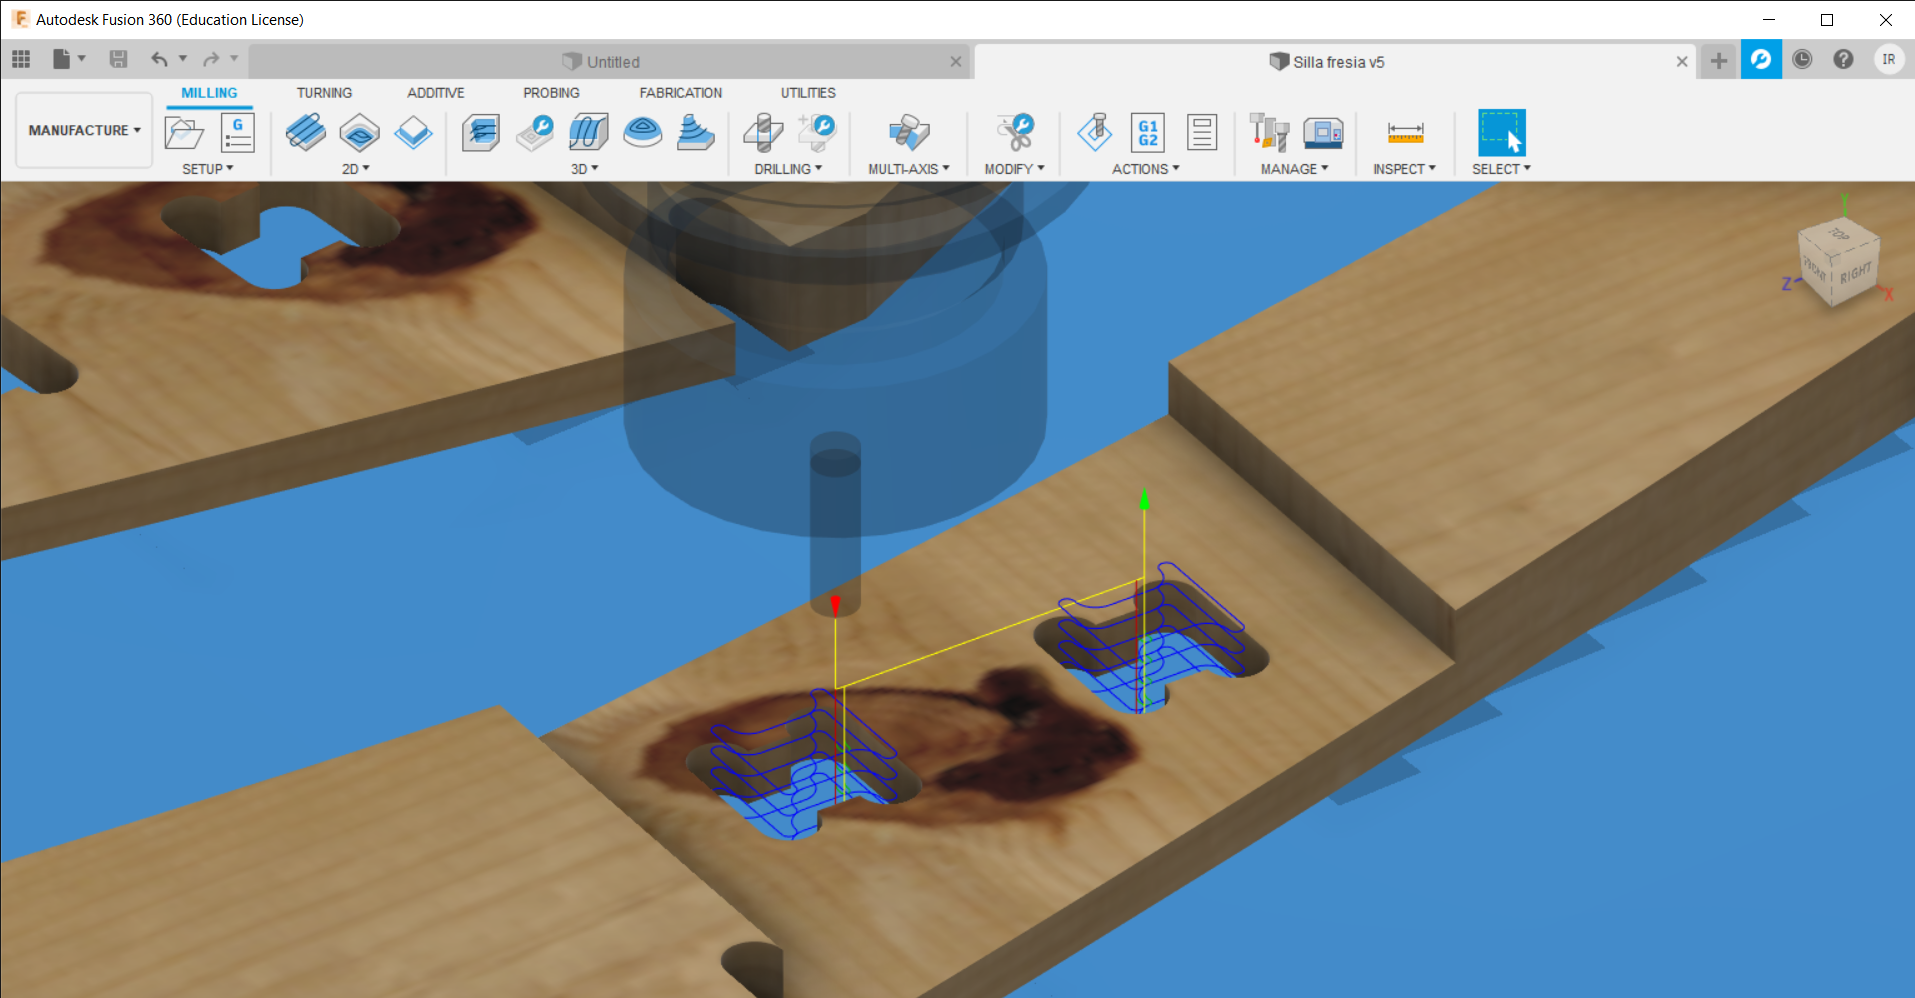 F Autodesk Fusion 360 (Education License)
Untitled
Silla fresia v5
IR
MILLING TURNING ADDITIVE PROBING FABRICATION UTILITIES
MANUFACTURE
G
G1
G2
SETUP 2D 3D DRILLING MULTI-AXIS MODIFY ACTIONS MANAGE INSPECT SELECT
Y
TOP
FRONT RIGHT
Z X